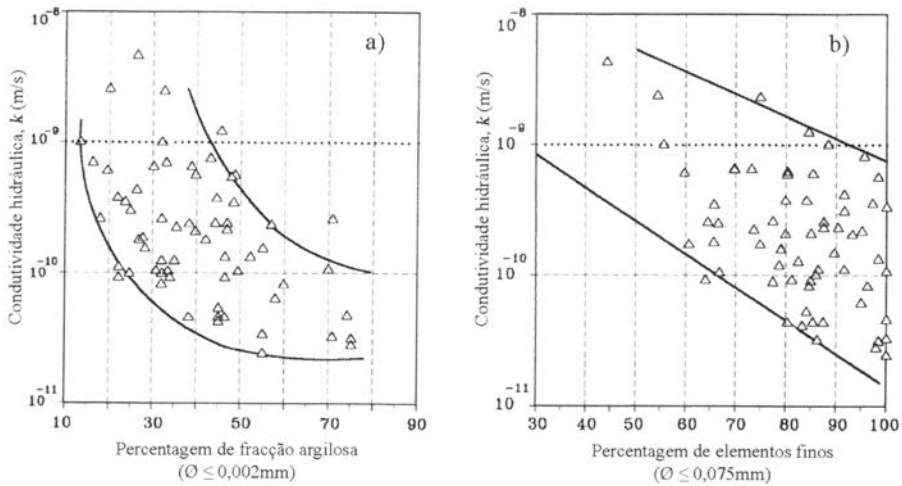 a)
Condutividade hidráulica, k (m/s)
10⁻⁸
10⁻⁹
10⁻¹⁰
10⁻¹¹
10 20 30 40 50 60 70 80 90
Percentagem de fracção argilosa
(Ø ≤ 0,002mm)
b)
Condutividade hidráulica, k (m/s)
10⁻⁸
10⁻⁹
10⁻¹⁰
10⁻¹¹
30 40 50 60 70 80 90 100
Percentagem de elementos finos
(Ø ≤ 0,075mm)